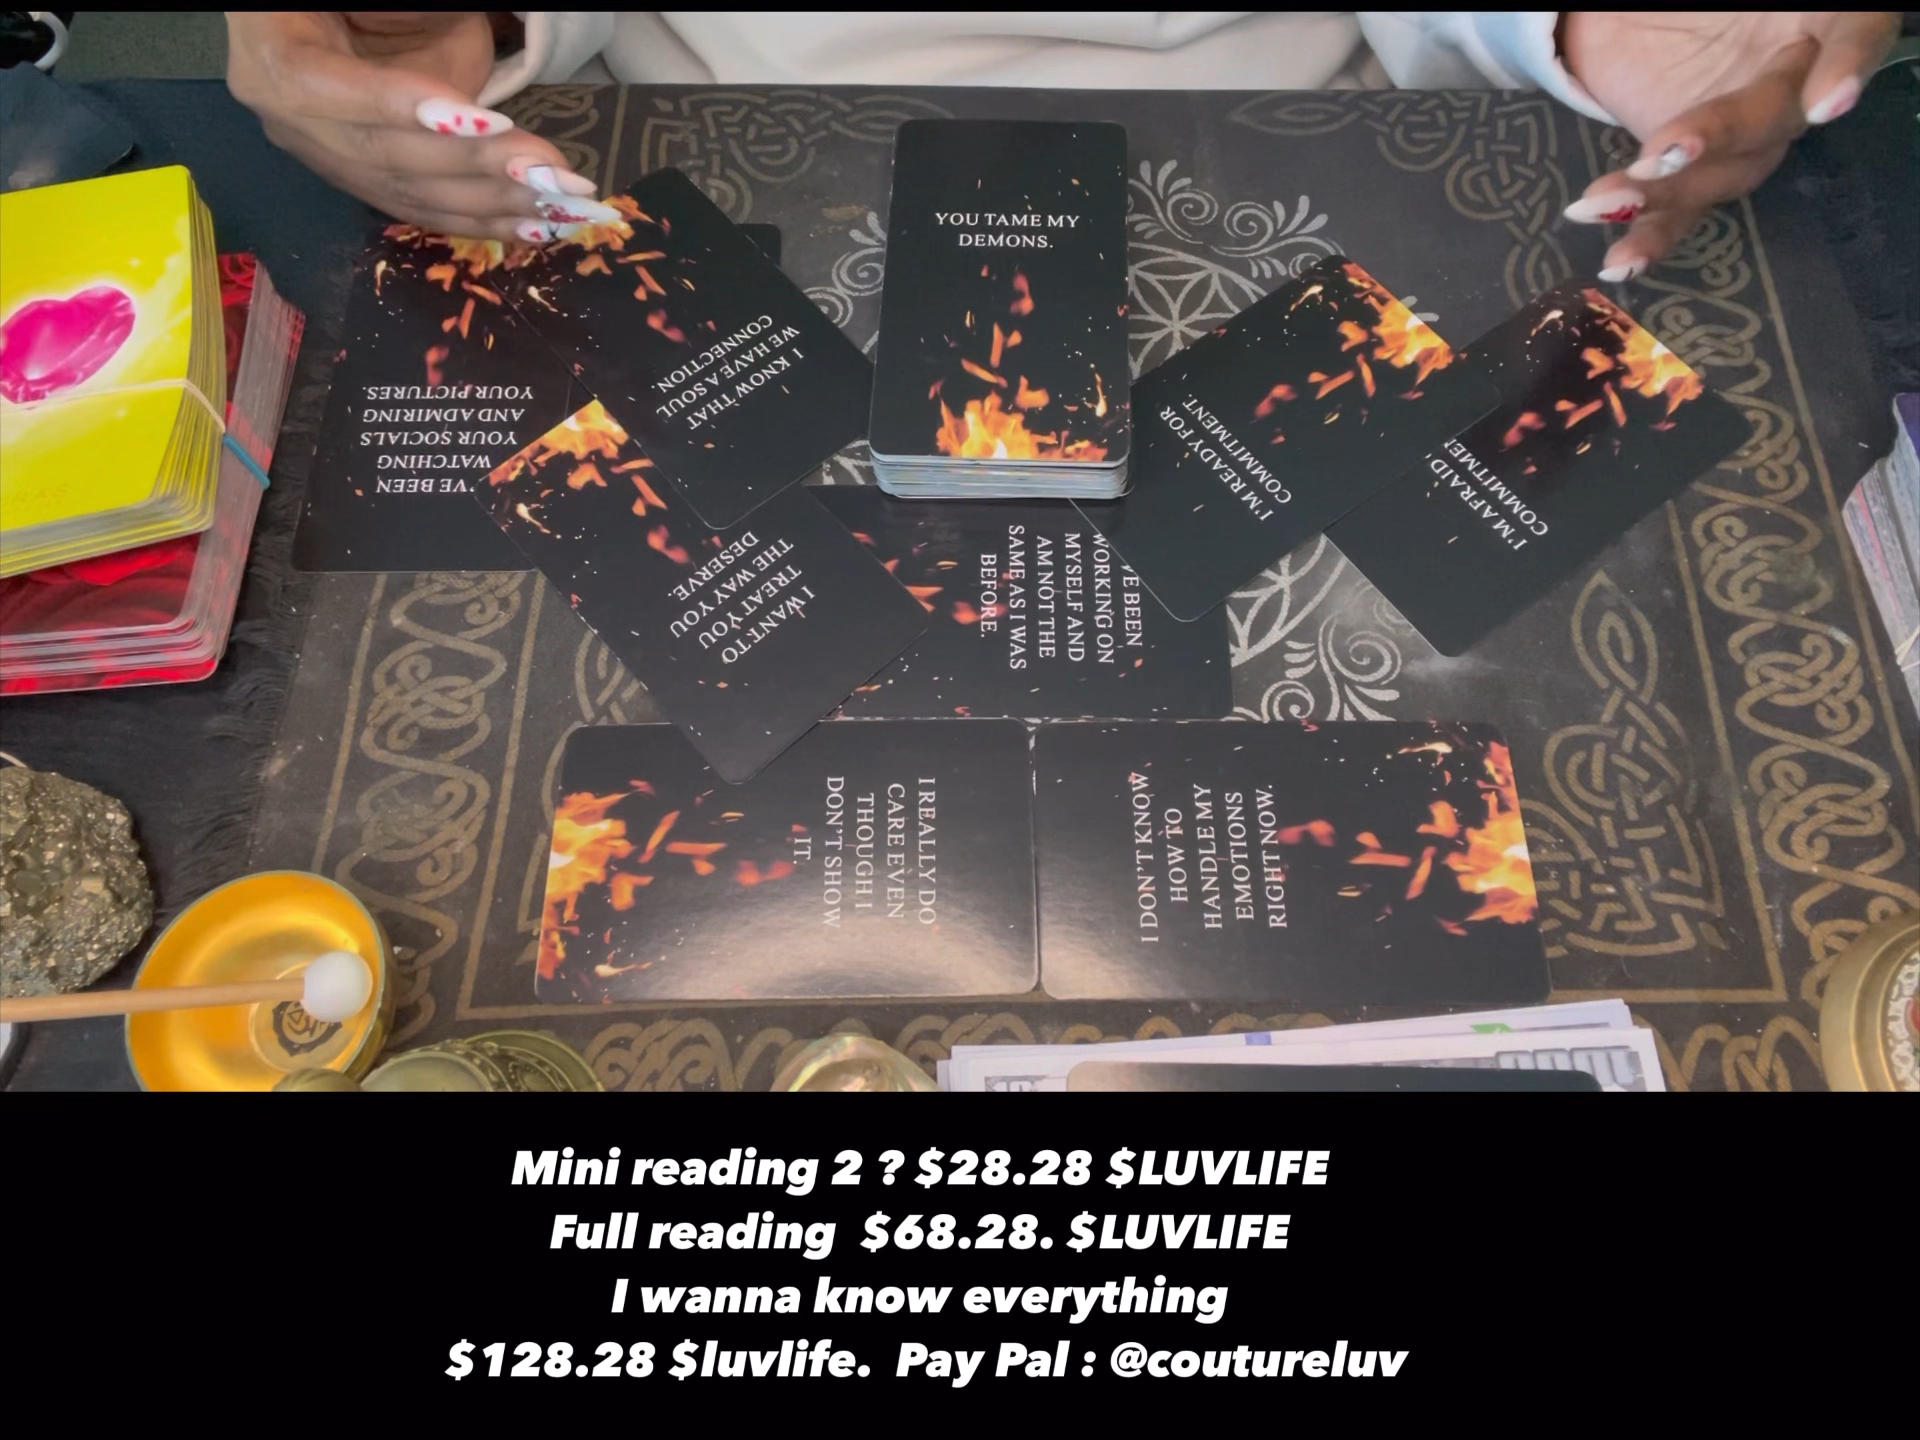 YOU TAME MY
DEMONS.
I KNOW THAT
WE HAVE A SOUL
CONNECTION.
I'VE BEEN
WATCHING
YOUR SOCIALS
AND ADMIRING
YOUR PICTURES.
I WANT TO
TREAT YOU
THE WAY YOU
DESERVE.
'VE BEEN
WORKING ON
MYSELF AND
AM NOT THE
SAME AS I WAS
BEFORE.
I'M READY FOR
COMMITMENT.
I'M AFRAID
COMMITME
I REALLY DO
CARE EVEN
THOUGH I
DON'T SHOW
IT.
I DON'T KNOW
HOW TO
HANDLE MY
EMOTIONS
RIGHT NOW.
Mini reading 2 ? $28.28 $LUVLIFE
Full reading $68.28. $LUVLIFE
I wanna know everything
$128.28 $luvlife. Pay Pal : @coutureluv